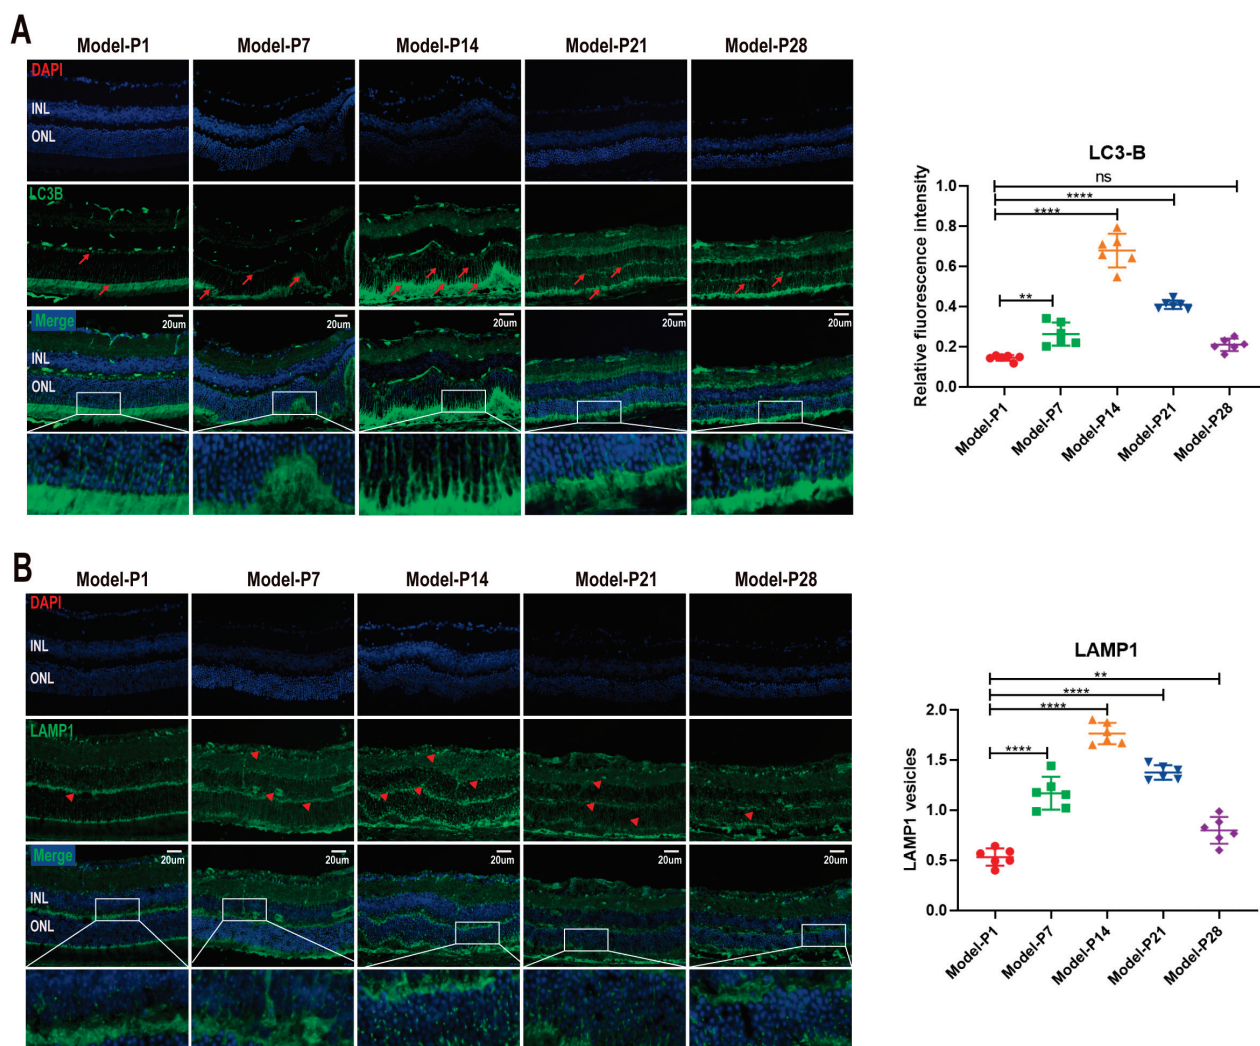 A
Model-P1 Model-P7 Model-P14 Model-P21 Model-P28
DAPI
INL
ONL
LC3B
Merge 20um 20um 20um 20um 20um
INL
ONL
LC3-B
ns
****
****
**
Relative fluorescence intensity
1.0
0.8
0.6
0.4
0.2
0.0
Model-P1 Model-P7 Model-P14 Model-P21 Model-P28
B
Model-P1 Model-P7 Model-P14 Model-P21 Model-P28
DAPI
INL
ONL
LAMP1
Merge 20um 20um 20um 20um 20um
INL
ONL
LAMP1
**
****
****
****
LAMP1 vesicles
2.0
1.5
1.0
0.5
0.0
Model-P1 Model-P7 Model-P14 Model-P21 Model-P28